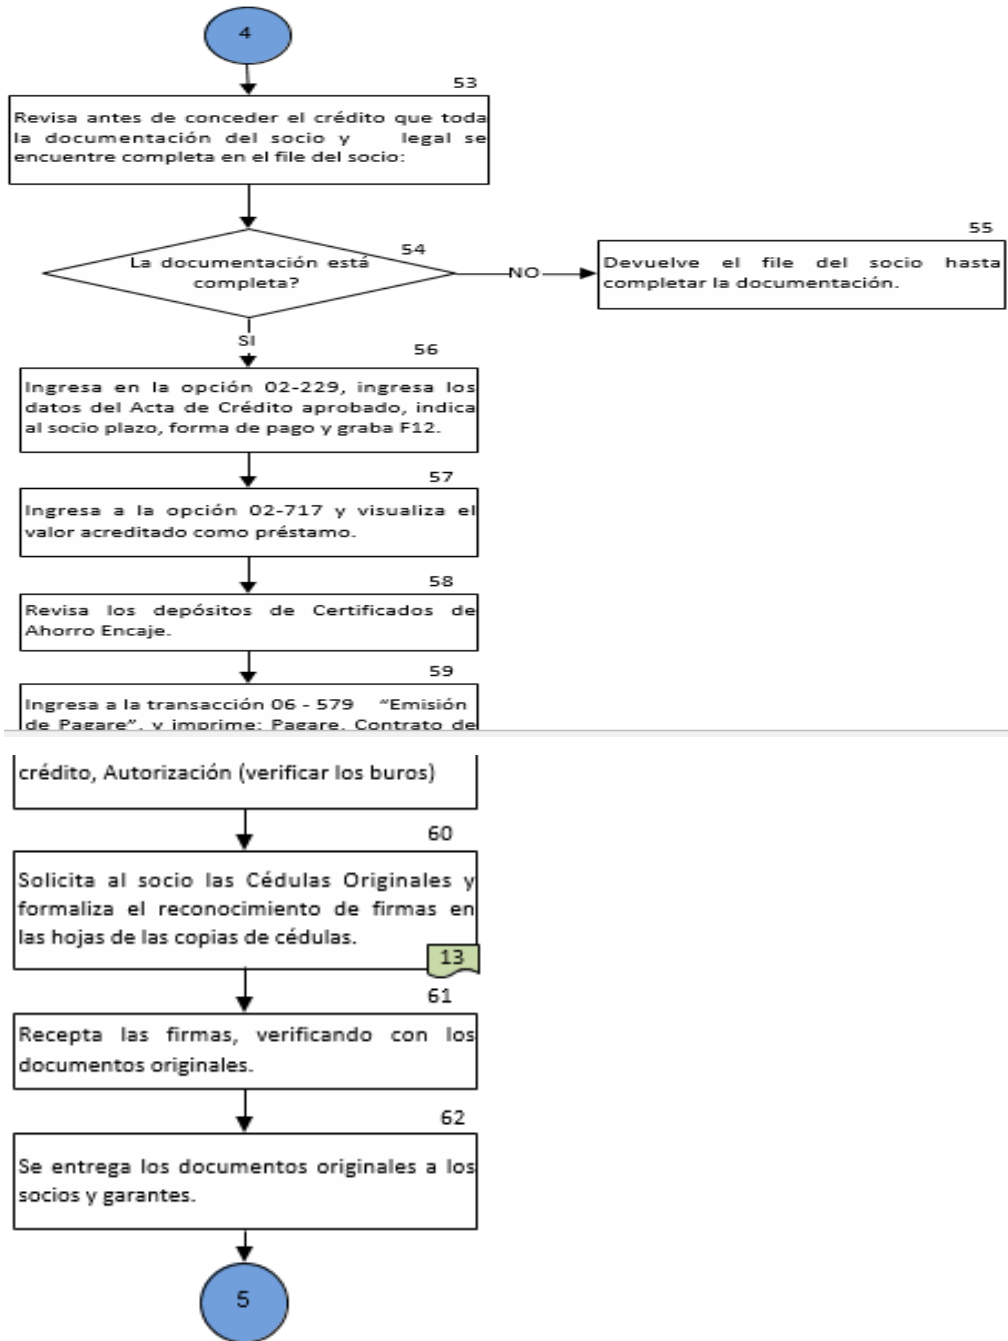 4
53
Revisa antes de conceder el crédito que toda
la documentación del socio y legal se
encuentre completa en el file del socio:
54
La documentación está
completa?
NO
55
Devuelve el file del socio hasta
completar la documentación.
SI
56
Ingresa en la opción 02-229, ingresa los
datos del Acta de Crédito aprobado, indica
al socio plazo, forma de pago y graba F12.
57
Ingresa a la opción 02-717 y visualiza el
valor acreditado como préstamo.
58
Revisa los depósitos de Certificados de
Ahorro Encaje.
59
Ingresa a la transacción 06 - 579 “Emisión
de Pagare”, y imprime: Pagare, Contrato de
crédito, Autorización (verificar los buros)
60
Solicita al socio las Cédulas Originales y
formaliza el reconocimiento de firmas en
las hojas de las copias de cédulas.
13
61
Recepta las firmas, verificando con los
documentos originales.
62
Se entrega los documentos originales a los
socios y garantes.
5